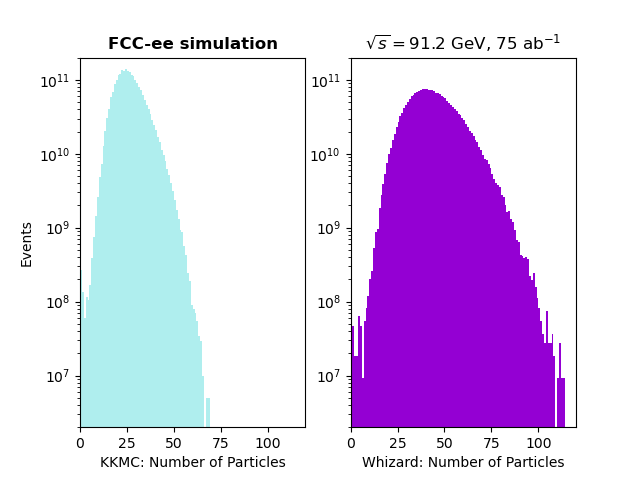 FCC-ee simulation
√s = 91.2 GeV, 75 ab⁻¹
10¹¹
10¹⁰
10⁹
10⁸
10⁷
Events
0 25 50 75 100
KKMC: Number of Particles
10¹¹
10¹⁰
10⁹
10⁸
10⁷
0 25 50 75 100
Whizard: Number of Particles